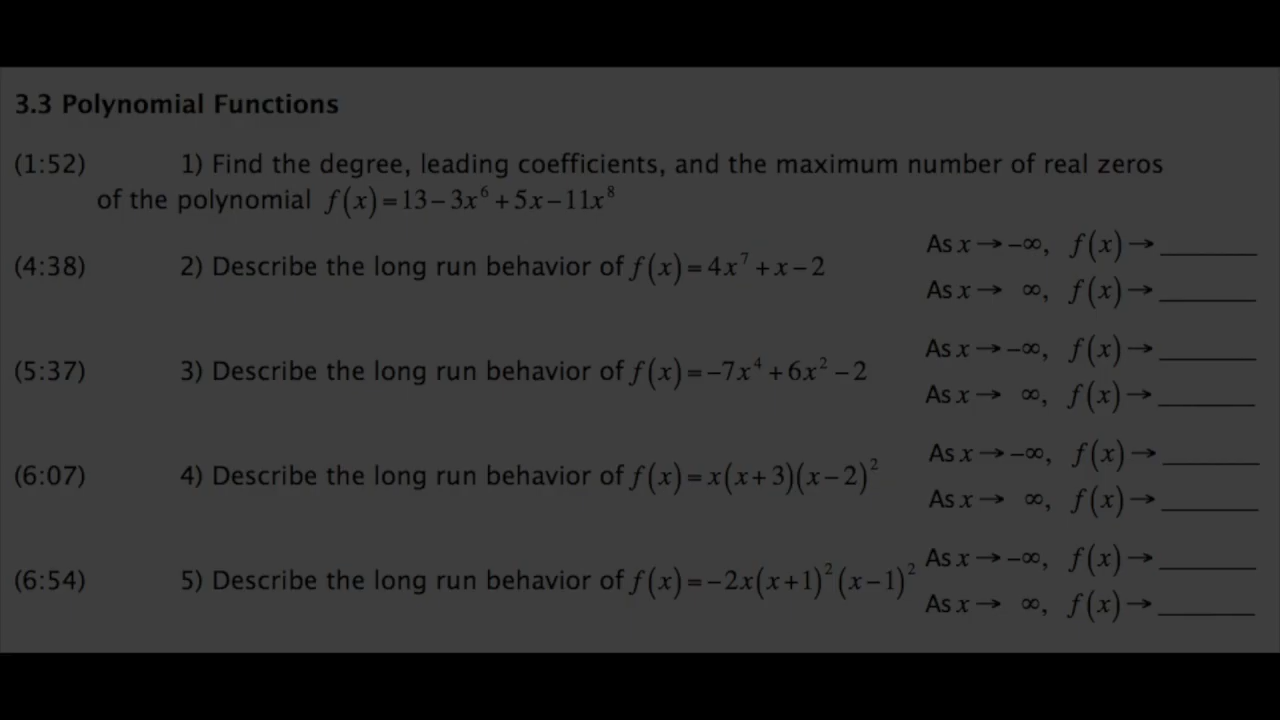 3.3 Polynomial Functions
(1:52) 1) Find the degree, leading coefficients, and the maximum number of real zeros
of the polynomial f(x)=13−3x⁶+5x−11x⁸
As x→−∞, f(x)→________
(4:38) 2) Describe the long run behavior of f(x)=4x⁷+x−2
As x→ ∞, f(x)→________
As x→−∞, f(x)→________
(5:37) 3) Describe the long run behavior of f(x)=−7x⁴+6x²−2
As x→ ∞, f(x)→________
As x→−∞, f(x)→________
(6:07) 4) Describe the long run behavior of f(x)=x(x+3)(x−2)²
As x→ ∞, f(x)→________
As x→−∞, f(x)→________
(6:54) 5) Describe the long run behavior of f(x)=−2x(x+1)²(x−1)²
As x→ ∞, f(x)→________